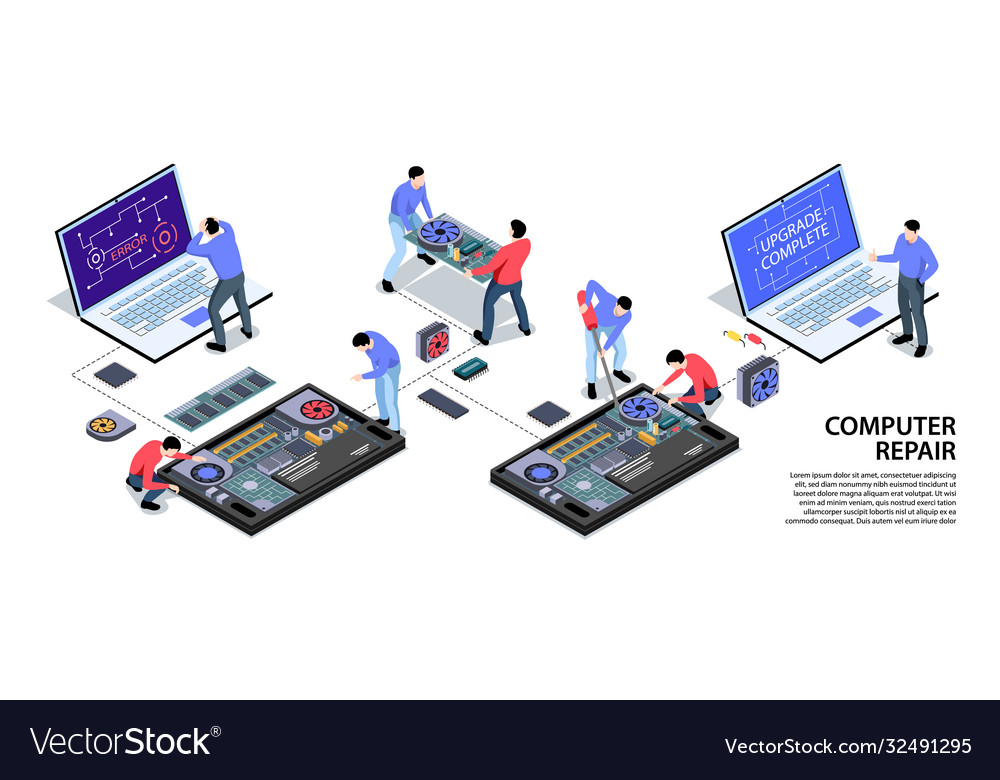 ERROR
UPGRADE
COMPLETE
COMPUTER
REPAIR
Lorem ipsum dolor sit amet, consectetuer adipiscing
elit, sed diam nonummy nibh euismod tincidunt ut
laoreet dolore magna aliquam erat volutpat. Ut wisi
enim ad minim veniam, quis nostrud exerci tation
ullamcorper suscipit lobortis nisl ut aliquip ex ea
commodo consequat. Duis autem vel eum iriure dolor
VectorStock®
VectorStock.com/32491295